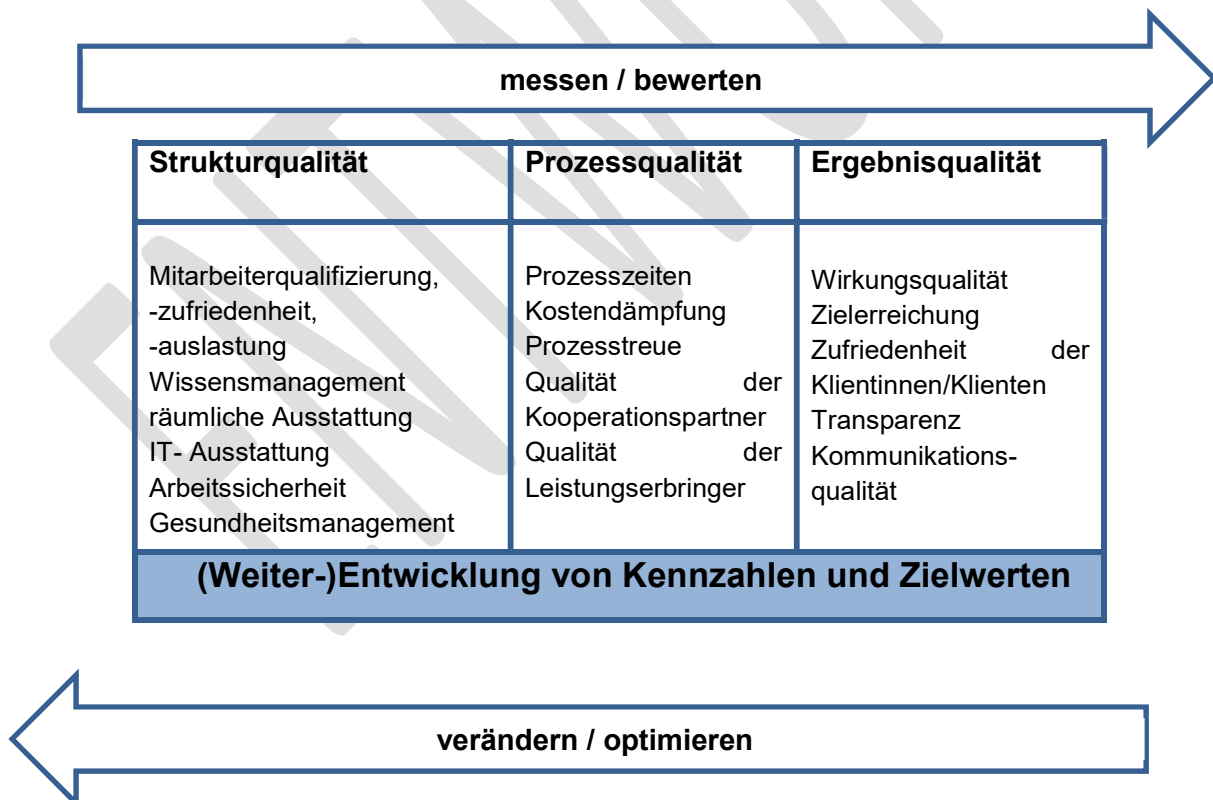 messen / bewerten
Strukturqualität
Prozessqualität
Ergebnisqualität
Mitarbeiterqualifizierung,
-zufriedenheit,
-auslastung
Wissensmanagement
räumliche Ausstattung
IT- Ausstattung
Arbeitssicherheit
Gesundheitsmanagement
Prozesszeiten
Kostendämpfung
Prozesstreue
Qualität der
Kooperationspartner
Qualität der
Leistungserbringer
Wirkungsqualität
Zielerreichung
Zufriedenheit der
Klientinnen/Klienten
Transparenz
Kommunikations-
qualität
(Weiter-)Entwicklung von Kennzahlen und Zielwerten
verändern / optimieren